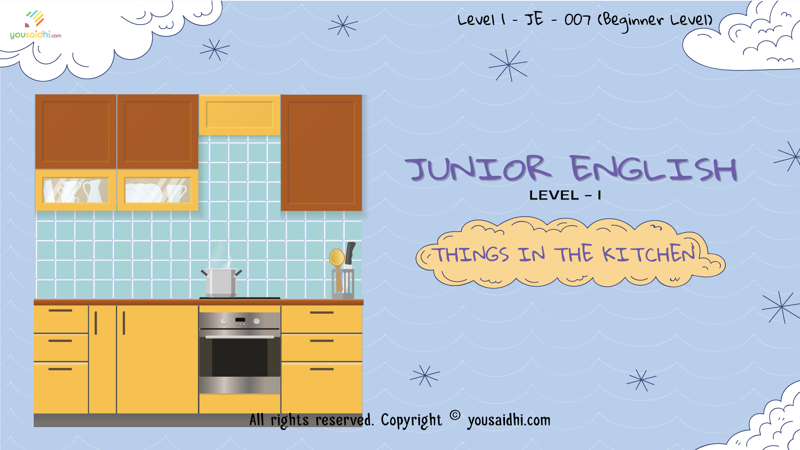 yousaidhi.com
Level 1 - JE - 007 (Beginner Level)
JUNIOR ENGLISH
LEVEL - 1
THINGS IN THE KITCHEN
All rights reserved. Copyright © yousaidhi.com